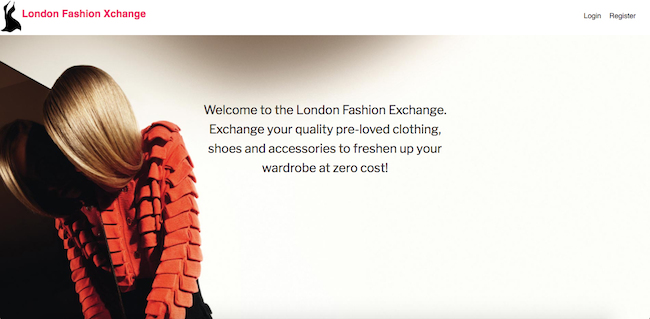 London Fashion Xchange
Login Register
Welcome to the London Fashion Exchange.
Exchange your quality pre-loved clothing,
shoes and accessories to freshen up your
wardrobe at zero cost!